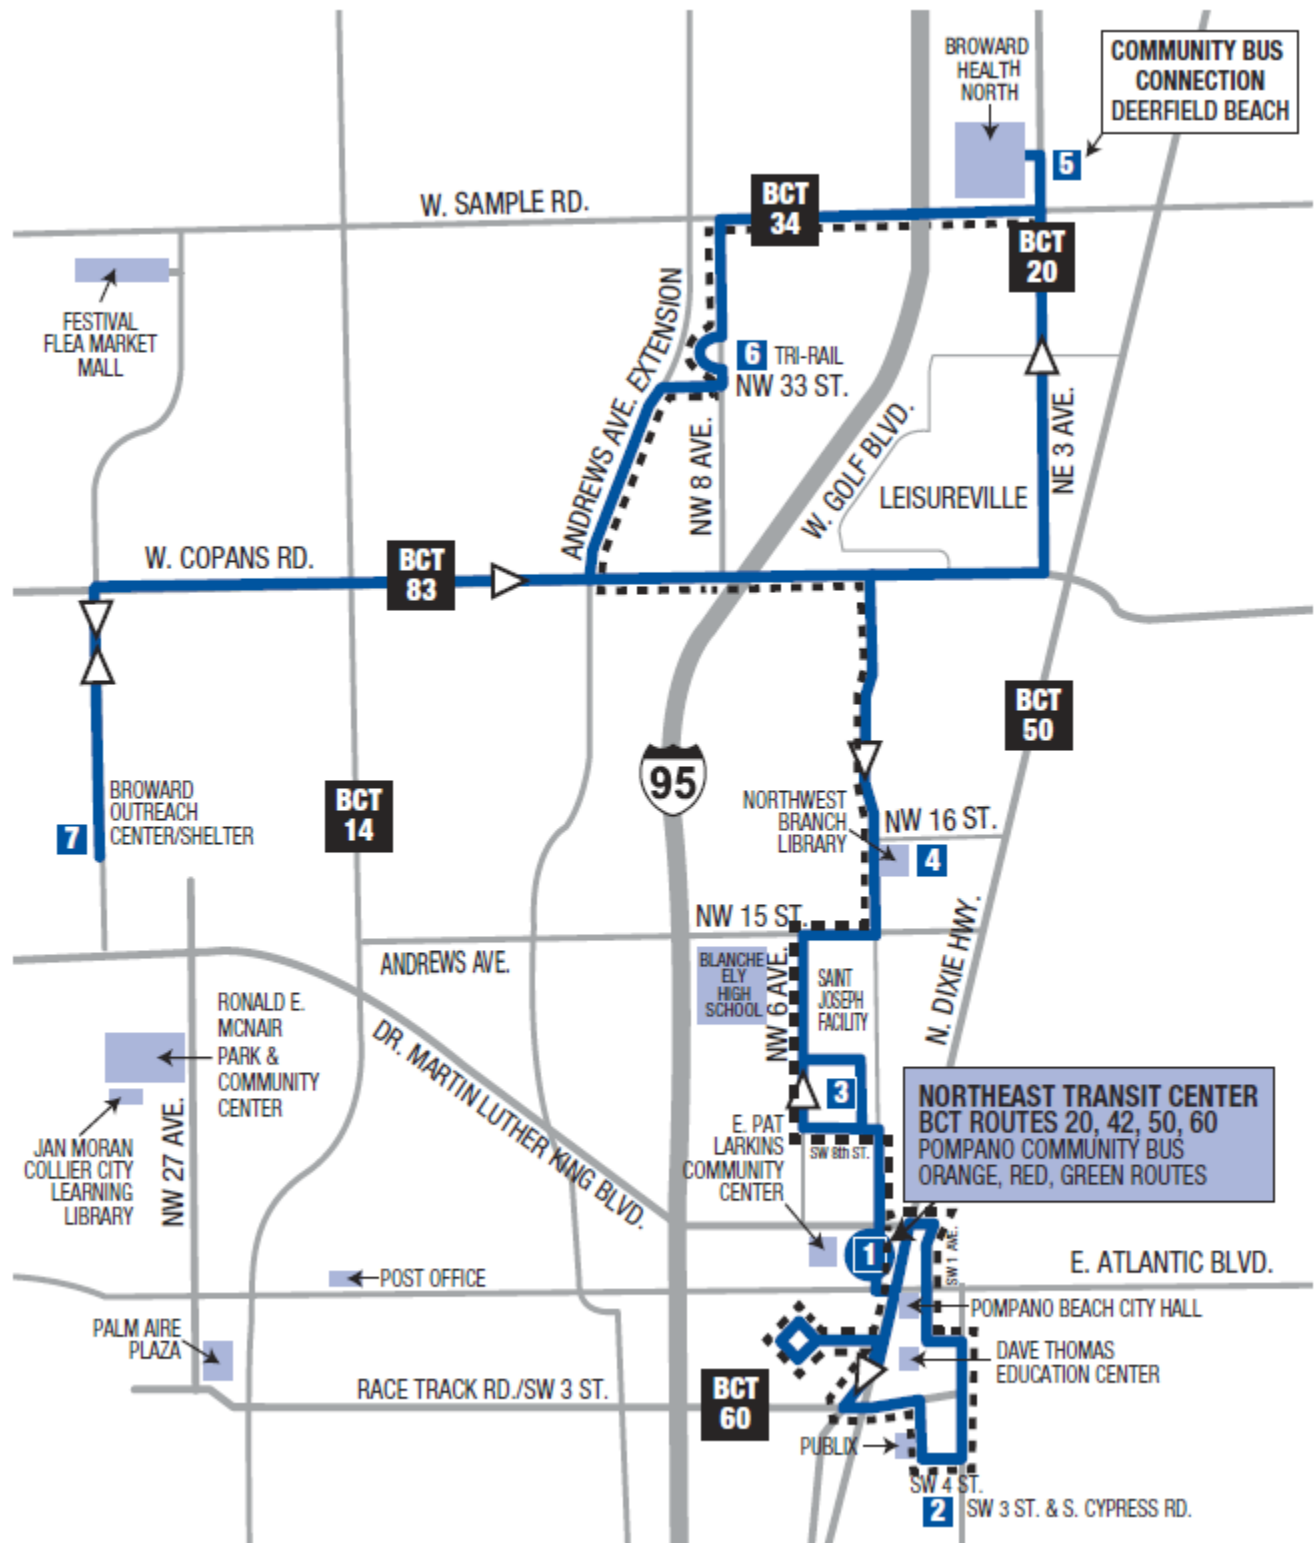 BROWARD
HEALTH
NORTH
COMMUNITY BUS
CONNECTION
DEERFIELD BEACH
5
W. SAMPLE RD.
BCT
34
BCT
20
FESTIVAL
FLEA MARKET
MALL
ANDREWS AVE. EXTENSION
6 TRI-RAIL
NW 33 ST.
NW 8 AVE.
W. GOLF BLVD.
LEISUREVILLE
NE 3 AVE.
W. COPANS RD.
BCT
83
BCT
50
95
BROWARD
OUTREACH
CENTER/SHELTER
7
BCT
14
NORTHWEST
BRANCH
LIBRARY
NW 16 ST.
4
NW 15 ST.
ANDREWS AVE.
BLANCHE
ELY
HIGH
SCHOOL
NW 6 AVE.
SAINT
JOSEPH
FACILITY
N. DIXIE HWY.
RONALD E.
MCNAIR
PARK &
COMMUNITY
CENTER
DR. MARTIN LUTHER KING BLVD.
3
NORTHEAST TRANSIT CENTER
BCT ROUTES 20, 42, 50, 60
POMPANO COMMUNITY BUS
ORANGE, RED, GREEN ROUTES
JAN MORAN
COLLIER CITY
LEARNING
LIBRARY
NW 27 AVE.
E. PAT
LARKINS
COMMUNITY
CENTER
SW 8th ST.
1
SW 1 AVE.
E. ATLANTIC BLVD.
POST OFFICE
POMPANO BEACH CITY HALL
PALM AIRE
PLAZA
DAVE THOMAS
EDUCATION CENTER
RACE TRACK RD./SW 3 ST.
BCT
60
PUBLIX
SW 4 ST.
2 SW 3 ST. & S. CYPRESS RD.